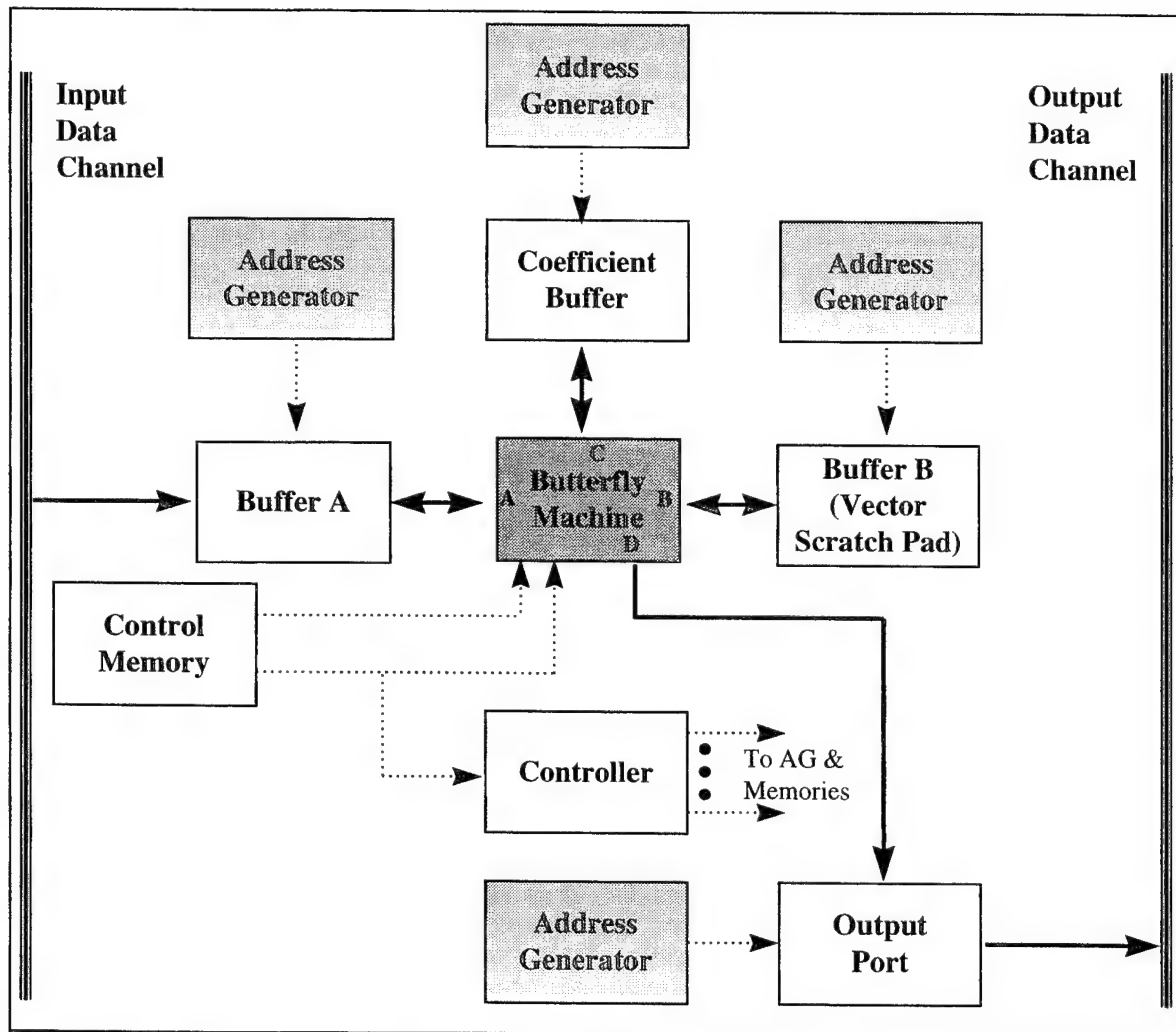 Address
Generator
Input
Data
Channel
Output
Data
Channel
Address
Generator
Coefficient
Buffer
Address
Generator
Buffer A
C
A
Butterfly
B
Machine
D
Buffer B
(Vector
Scratch Pad)
Control
Memory
Controller
To AG &
Memories
Address
Generator
Output
Port